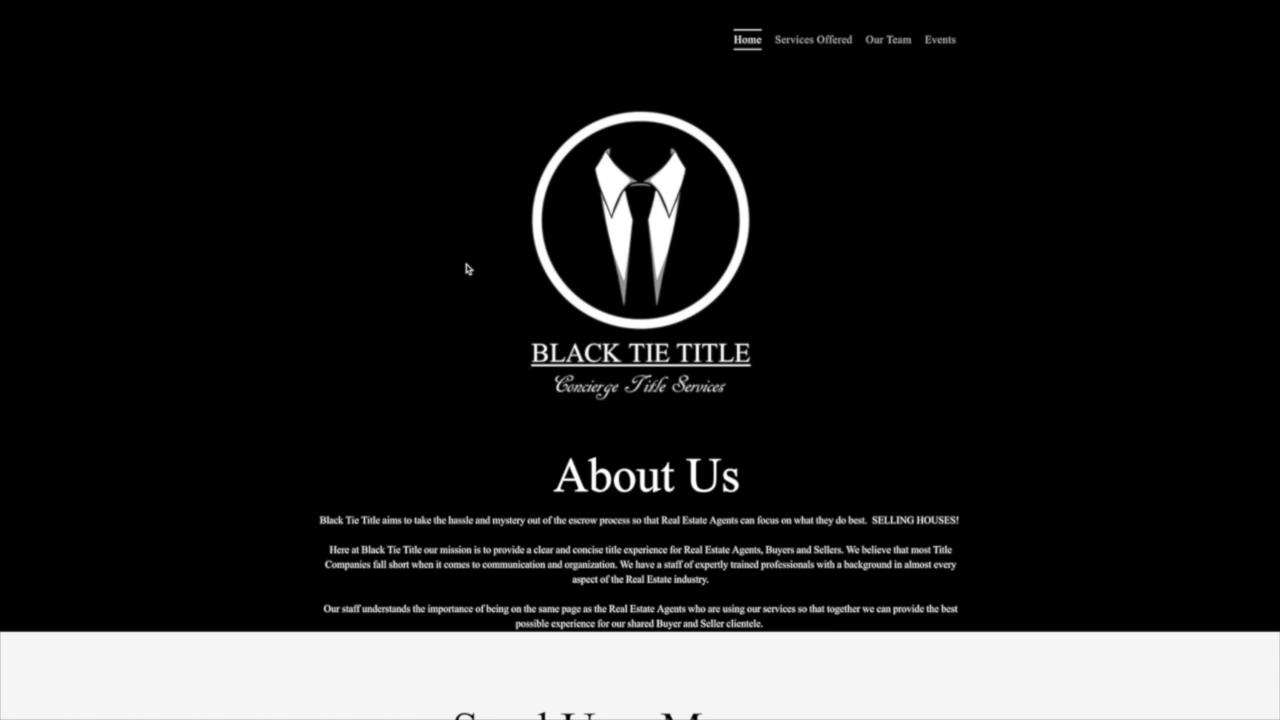 Home Services Offered Our Team Events
BLACK TIE TITLE
Concierge Title Services
About Us
Black Tie Title aims to take the hassle and mystery out of the escrow process so that Real Estate Agents can focus on what they do best. SELLING HOUSES!
Here at Black Tie Title our mission is to provide a clear and concise title experience for Real Estate Agents, Buyers and Sellers. We believe that most Title
Companies fall short when it comes to communication and organization. We have a staff of expertly trained professionals with a background in almost every
aspect of the Real Estate industry.
Our staff understands the importance of being on the same page as the Real Estate Agents who are using our services so that together we can provide the best
possible experience for our shared Buyer and Seller clientele.